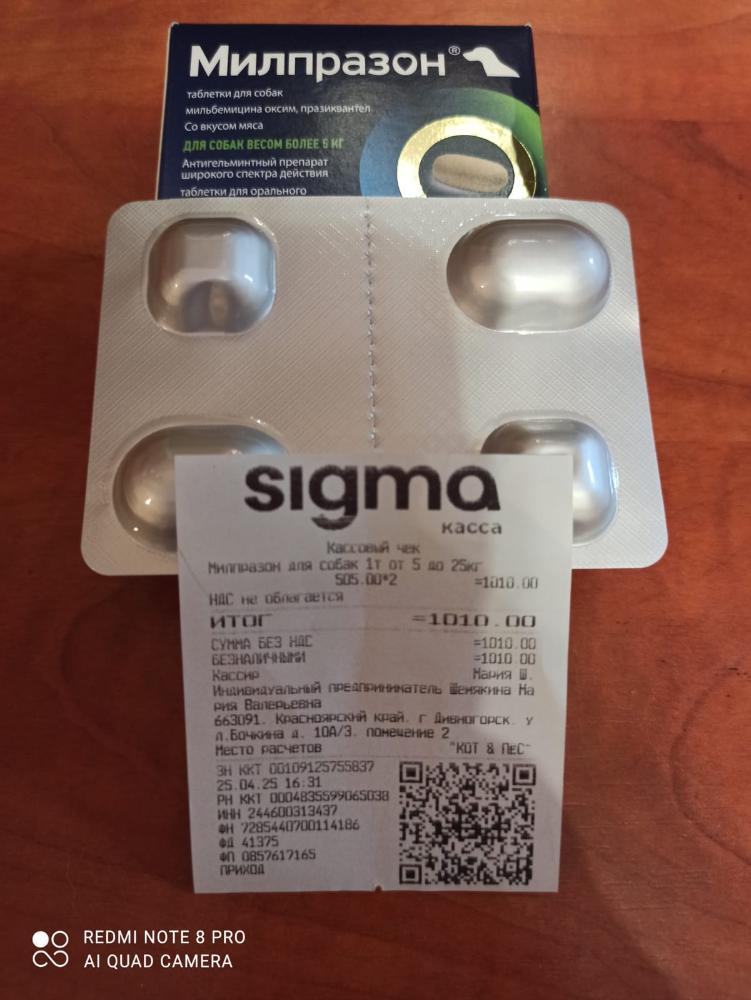 Милпразон®
таблетки для собак
мильбемицина оксим, празиквантел
Со вкусом мяса
ДЛЯ СОБАК ВЕСОМ БОЛЕЕ 5 КГ
Антигельминтный препарат
широкого спектра действия
таблетки для орального
sigma
касса
Кассовый чек
Милпразон для собак 1т от 5 до 25кг
505.00*2 =1010.00
НДС не облагается
ИТОГ =1010.00
СУММА БЕЗ НДС =1010.00
БЕЗНАЛИЧНЫМИ =1010.00
Кассир Мария Ш.
Индивидуальный предприниматель Шемякина Ма
рия Валерьевна
663091, Красноярский край, г Дивногорск, у
л.Бочкина д. 10А/3, помещение 2
Место расчетов "КОТ & ПеС"
ЗН ККТ 00109125755837
25.04.25 16:31
РН ККТ 0004835599065038
ИНН 244600313437
ФН 7285440700114186
ФД 41375
ФП 0857617165
ПРИХОД
REDMI NOTE 8 PRO
AI QUAD CAMERA